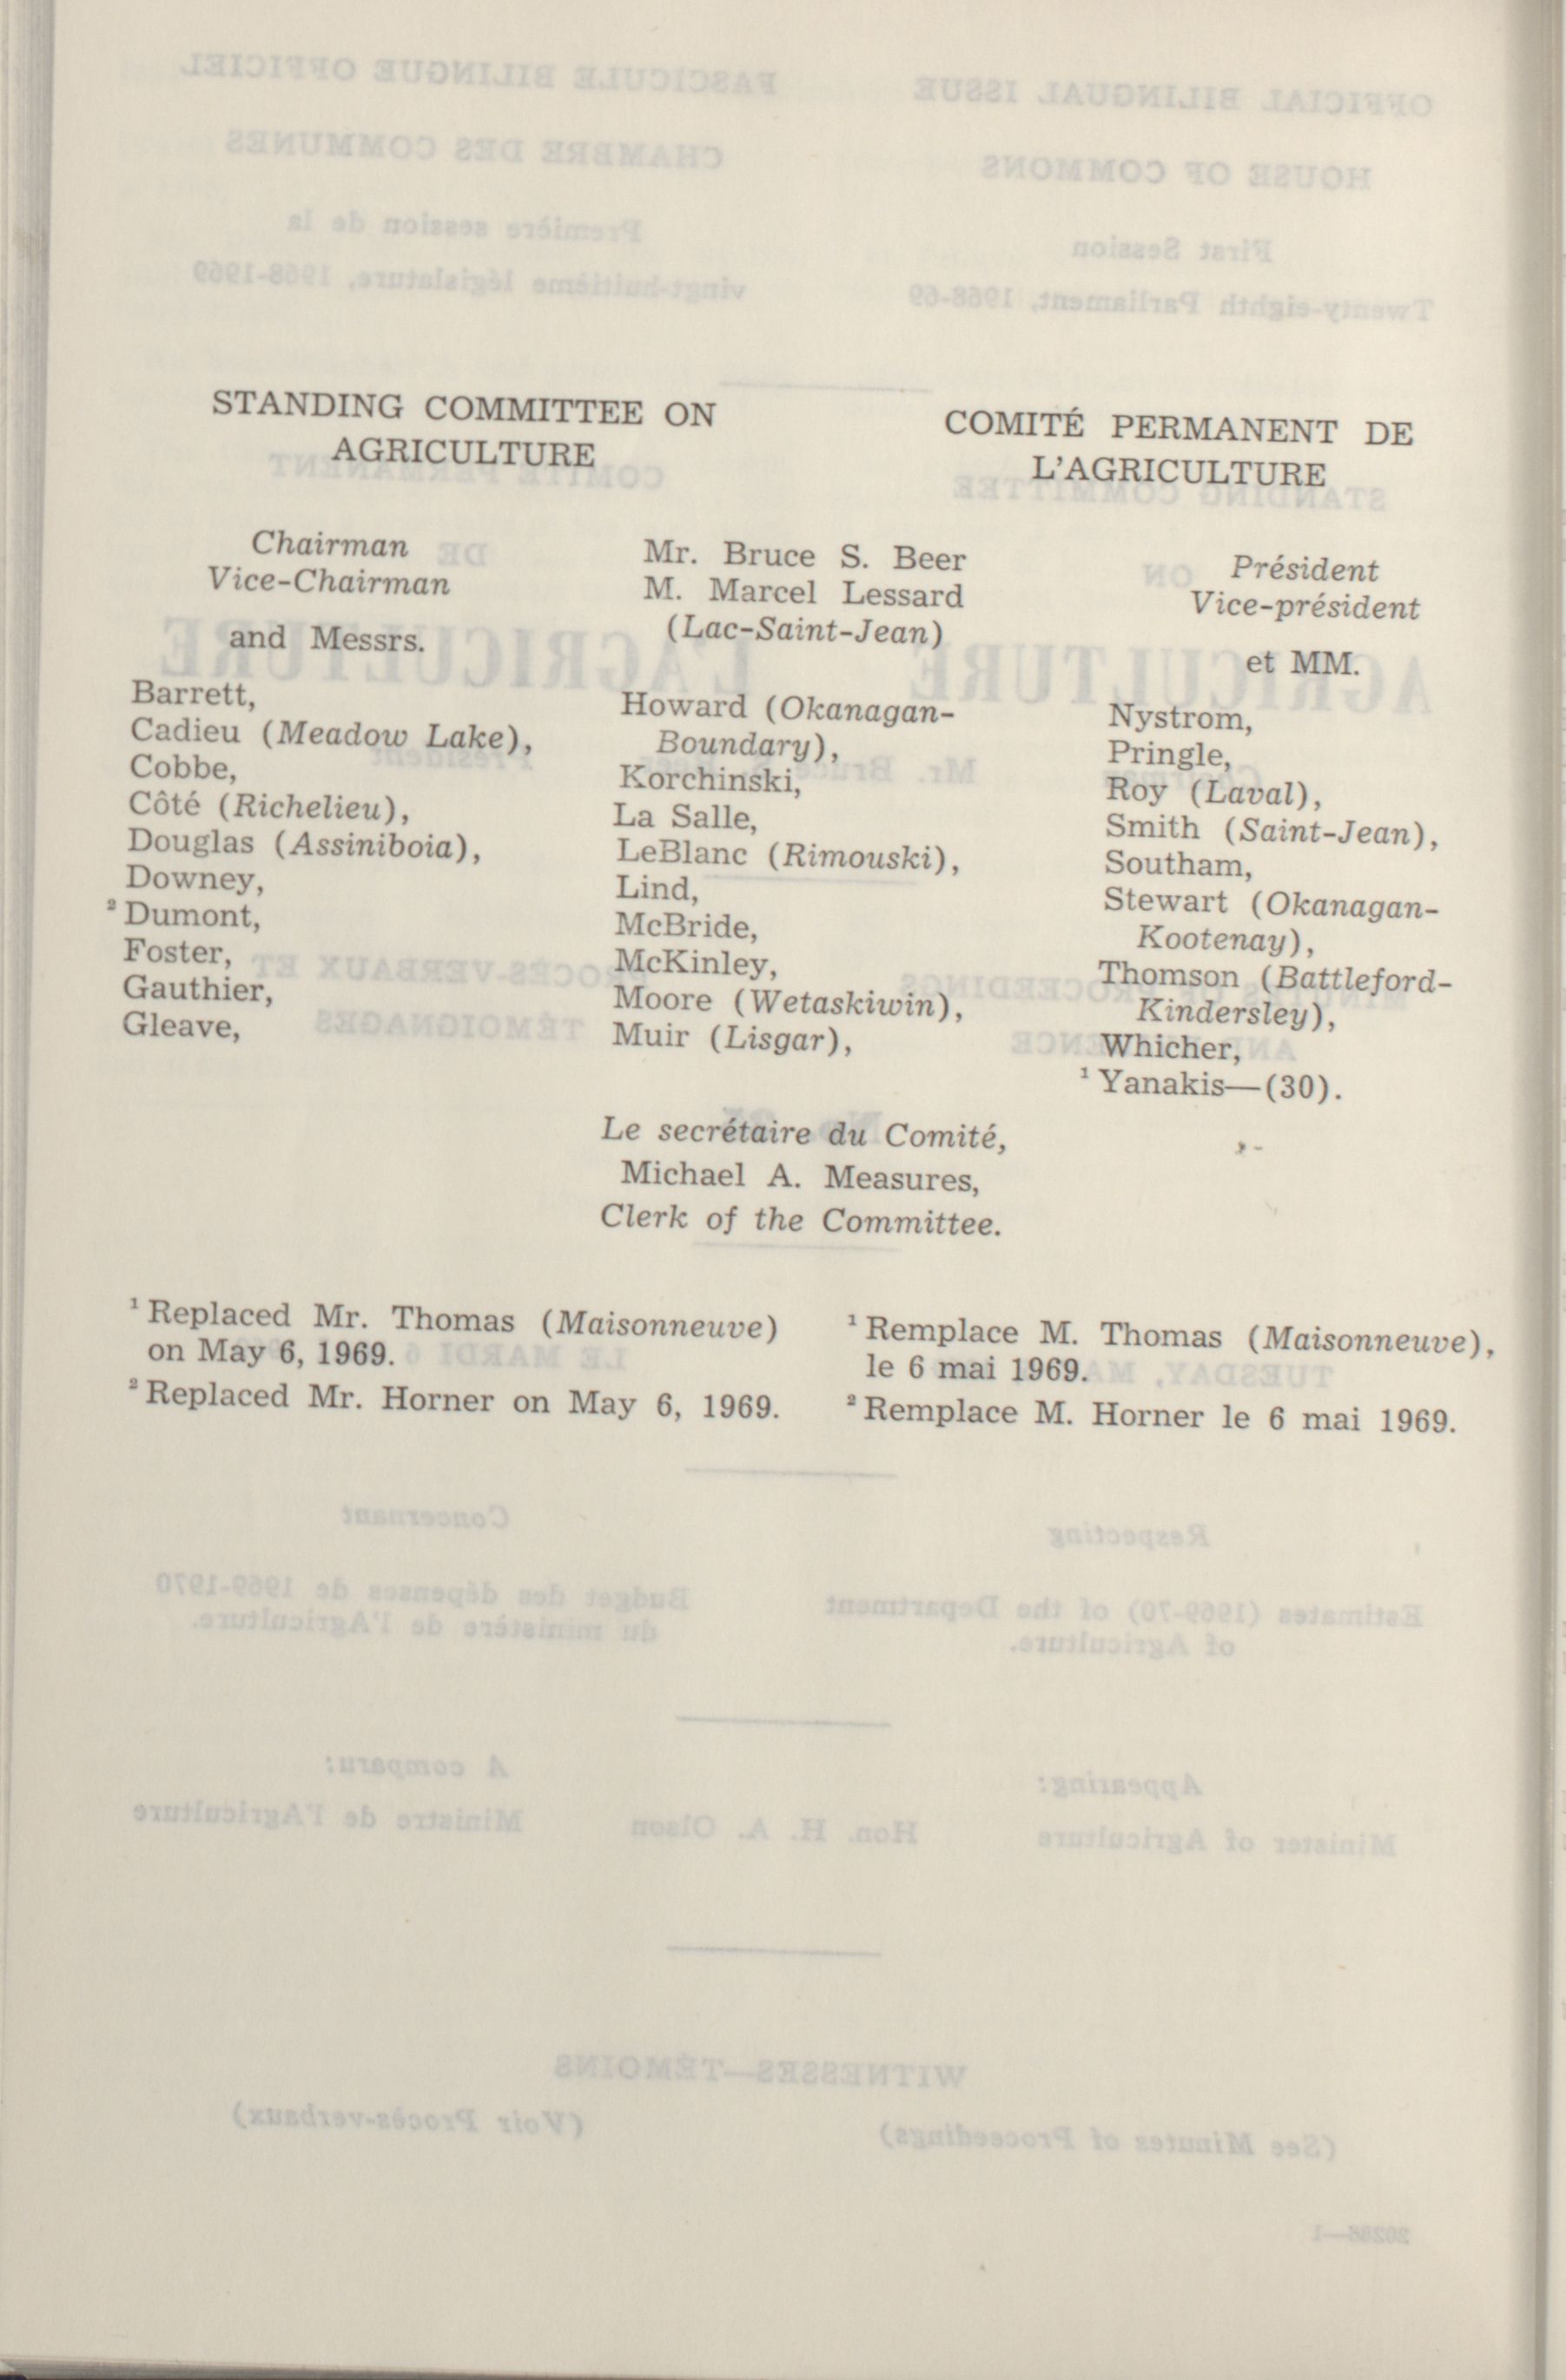 STANDING COMMITTEE ON
AGRICULTURE
COMITÉ PERMANENT DE
L'AGRICULTURE
Chairman
Vice-Chairman
and Messrs.
Mr. Bruce S. Beer
M. Marcel Lessard
(Lac-Saint-Jean)
Président
Vice-président
et MM.
Barrett,
Cadieu (Meadow Lake),
Cobbe,
Côté (Richelieu),
Douglas (Assiniboia),
Downey,
² Dumont,
Foster,
Gauthier,
Gleave,
Howard (Okanagan-
Boundary),
Korchinski,
La Salle,
LeBlanc (Rimouski),
Lind,
McBride,
McKinley,
Moore (Wetaskiwin),
Muir (Lisgar),
Nystrom,
Pringle,
Roy (Laval),
Smith (Saint-Jean),
Southam,
Stewart (Okanagan-
Kootenay),
Thomson (Battleford-
Kindersley),
Whicher,
¹ Yanakis—(30).
Le secrétaire du Comité,
Michael A. Measures,
Clerk of the Committee.
¹ Replaced Mr. Thomas (Maisonneuve)
on May 6, 1969.
² Replaced Mr. Horner on May 6, 1969.
¹ Remplace M. Thomas (Maisonneuve),
le 6 mai 1969.
² Remplace M. Horner le 6 mai 1969.